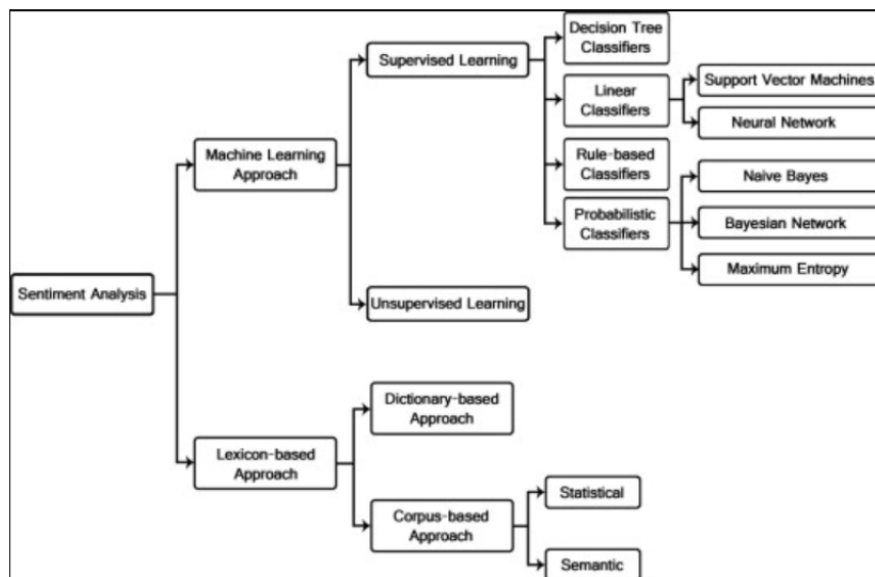 Decision Tree
Classifiers
Supervised Learning
Linear
Classifiers
Support Vector Machines
Neural Network
Machine Learning
Approach
Rule-based
Classifiers
Naive Bayes
Probabilistic
Classifiers
Bayesian Network
Maximum Entropy
Sentiment Analysis
Unsupervised Learning
Dictionary-based
Approach
Lexicon-based
Approach
Corpus-based
Approach
Statistical
Semantic